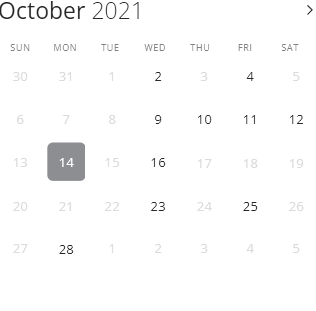 October 2021 >
SUN MON TUE WED THU FRI SAT
30 31 1 2 3 4 5
6 7 8 9 10 11 12
13 14 15 16 17 18 19
20 21 22 23 24 25 26
27 28 1 2 3 4 5